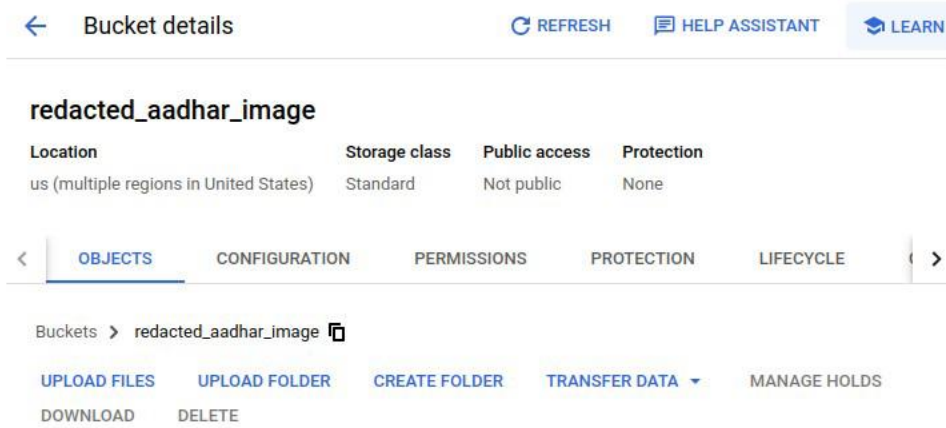 Bucket details REFRESH HELP ASSISTANT LEARN
redacted_aadhar_image
Location Storage class Public access Protection
us (multiple regions in United States) Standard Not public None
OBJECTS CONFIGURATION PERMISSIONS PROTECTION LIFECYCLE
Buckets > redacted_aadhar_image
UPLOAD FILES UPLOAD FOLDER CREATE FOLDER TRANSFER DATA MANAGE HOLDS
DOWNLOAD DELETE